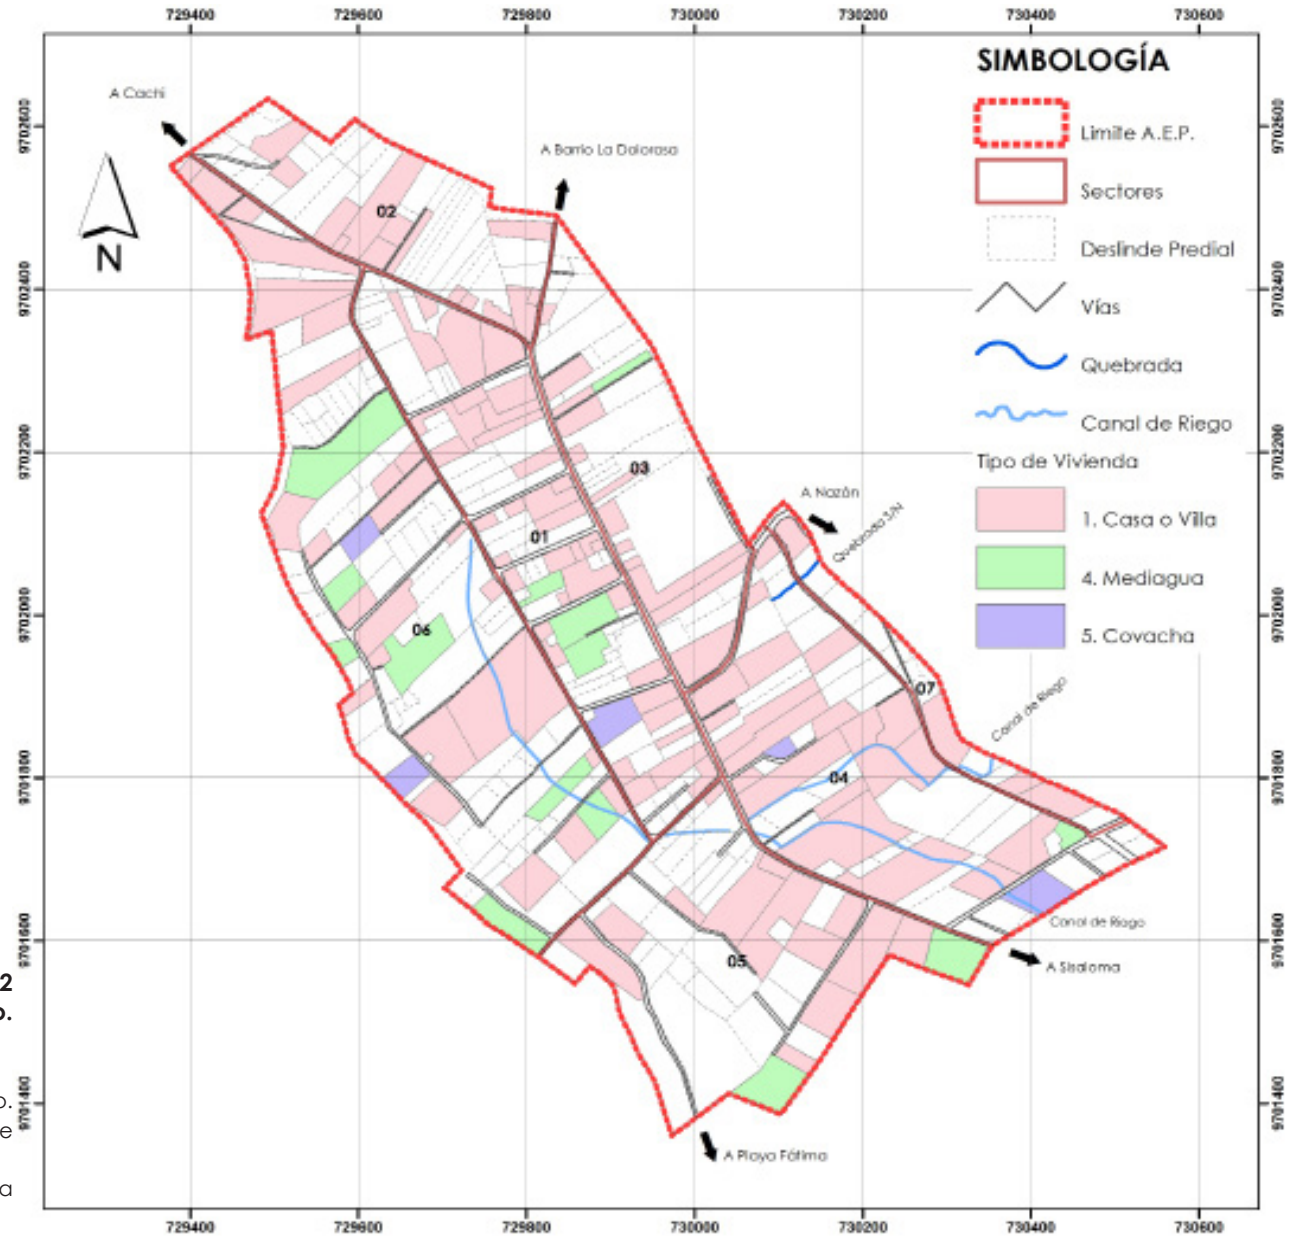 729400 729600 729800 730000 730200 730400 730600
SIMBOLOGÍA
Limite A.E.P.
Sectores
Deslinde Predial
Vías
Quebrada
Canal de Riego
Tipo de Vivienda
1. Casa o Villa
4. Mediagua
5. Covacha
A Cachi
A Barrio La Dolorosa
A Nazón
Quebrada S/N
Canal de Riego
Canal de Riego
A Sisaloma
A Playa Fátima
N
02
03
01
06
07
04
05
9702600
9702400
9702200
9702000
9701800
9701600
9701400
9702600
9702400
9702200
9702000
9701800
9701600
9701400
2
o.
o.
e
a
729400 729600 729800 730000 730200 730400 730600